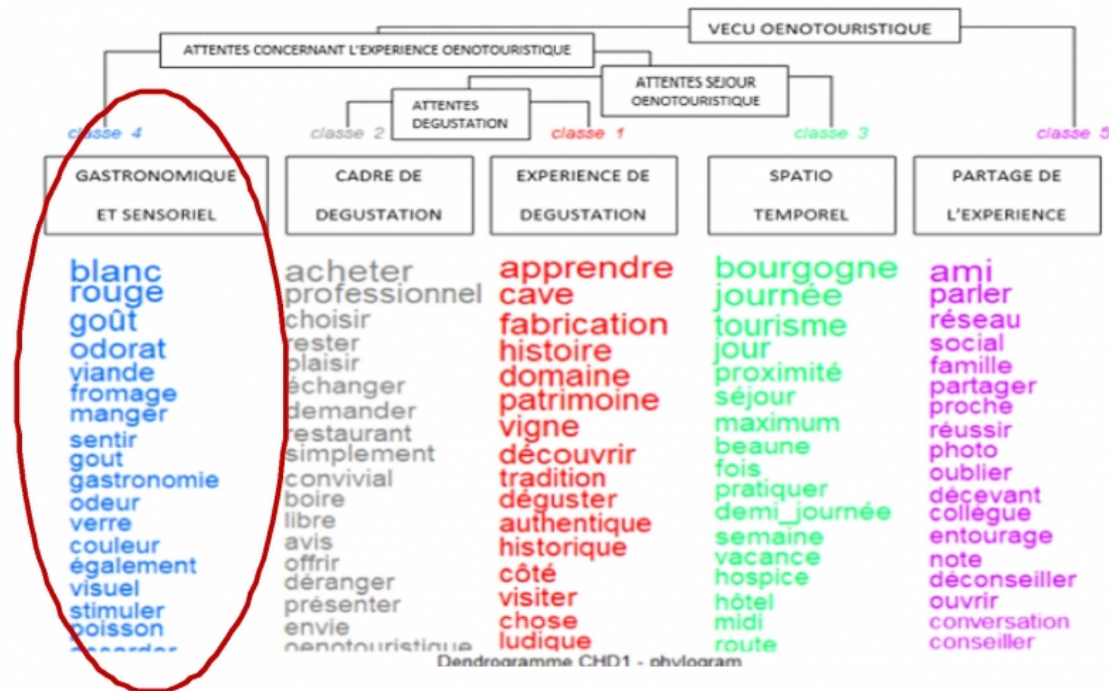 VECU OENOTOURISTIQUE
ATTENTES CONCERNANT L'EXPERIENCE OENOTOURISTIQUE
ATTENTES SEJOUR
OENOTOURISTIQUE
ATTENTES
DEGUSTATION
classe 4
classe 2
classe 1
classe 3
classe 5
GASTRONOMIQUE
ET SENSORIEL
CADRE DE
DEGUSTATION
EXPERIENCE DE
DEGUSTATION
SPATIO
TEMPOREL
PARTAGE DE
L'EXPERIENCE
blanc
rouge
goût
odorat
viande
fromage
manger
sentir
gout
gastronomie
odeur
verre
couleur
également
visuel
stimuler
poisson
accorder
acheter
professionnel
choisir
rester
plaisir
échanger
demander
restaurant
simplement
convivial
boire
libre
avis
offrir
déranger
présenter
envie
oenotouristique
apprendre
cave
fabrication
histoire
domaine
patrimoine
vigne
découvrir
tradition
déguster
authentique
historique
côté
visiter
chose
ludique
bourgogne
journée
tourisme
jour
proximité
séjour
maximum
beaune
fois
pratiquer
demi_journée
semaine
vacance
hospice
hôtel
midi
route
ami
parler
réseau
social
famille
partager
proche
réussir
photo
oublier
décevant
collègue
entourage
note
déconseiller
ouvrir
conversation
conseiller
Dendrogramme CHD1 - phylogram